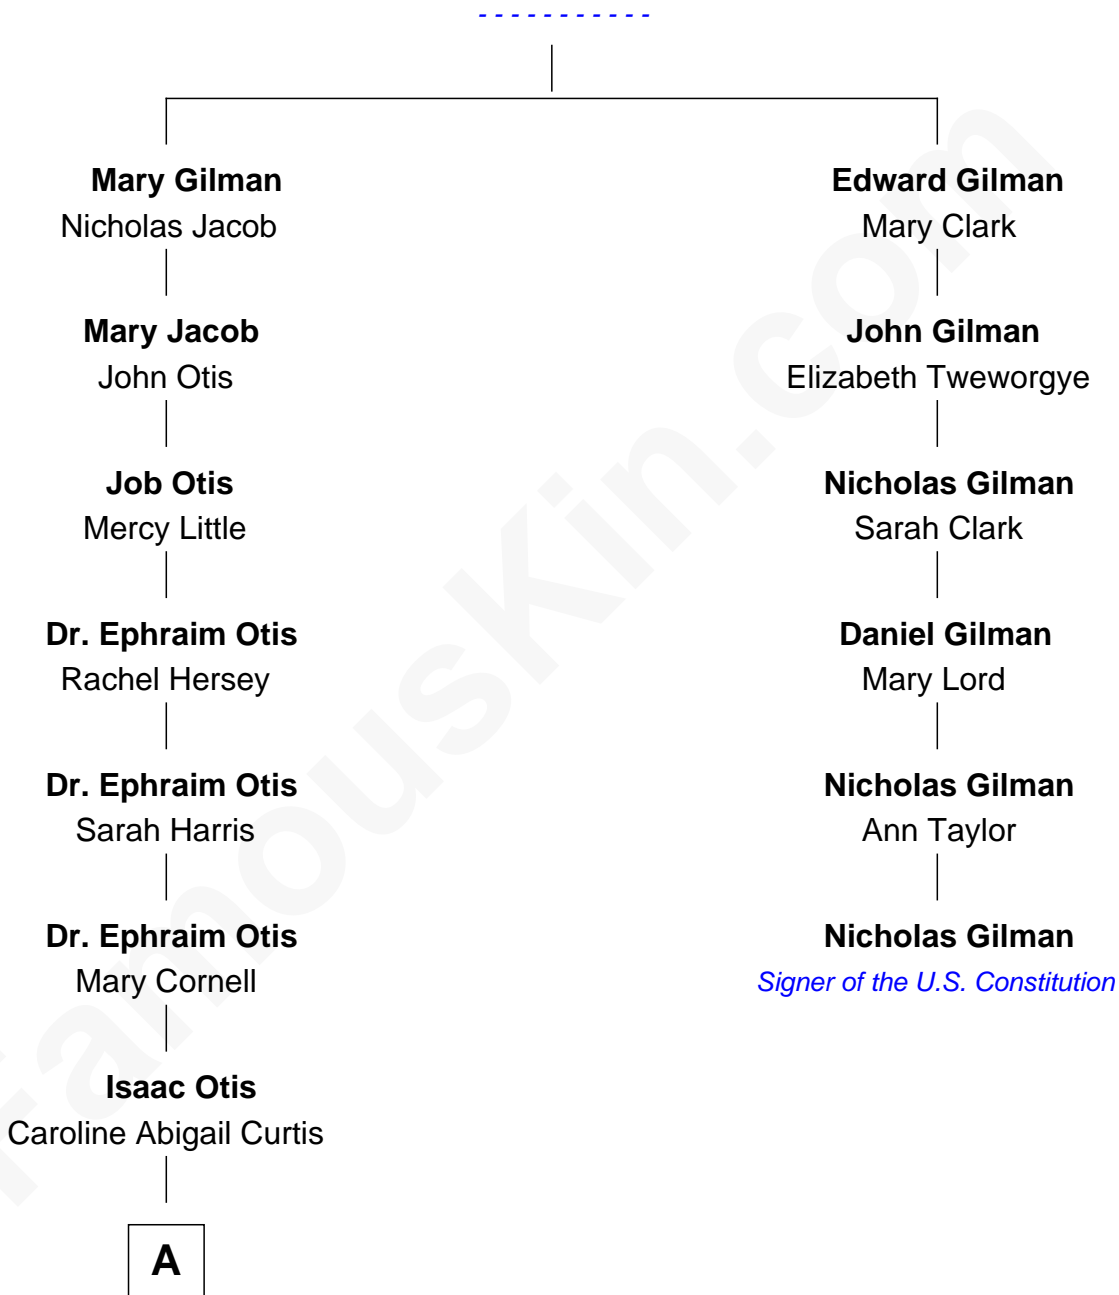 - - - - - - - - - - -
Mary Gilman
Nicholas Jacob
Mary Jacob
John Otis
Job Otis
Mercy Little
Dr. Ephraim Otis
Rachel Hersey
Dr. Ephraim Otis
Sarah Harris
Dr. Ephraim Otis
Mary Cornell
Isaac Otis
Caroline Abigail Curtis
A
Edward Gilman
Mary Clark
John Gilman
Elizabeth Tweworgye
Nicholas Gilman
Sarah Clark
Daniel Gilman
Mary Lord
Nicholas Gilman
Ann Taylor
Nicholas Gilman
Signer of the U.S. Constitution
FamousKin.com